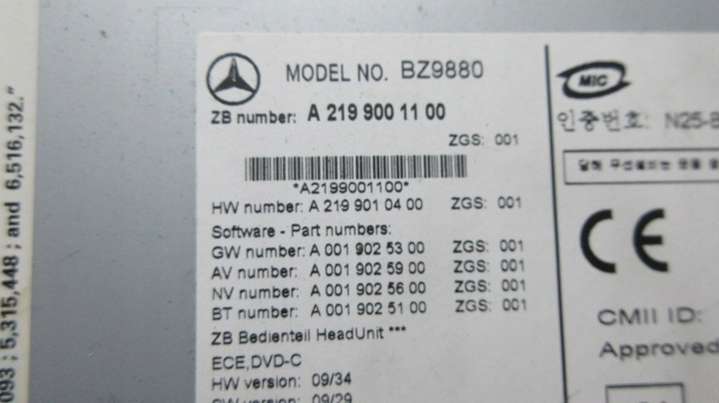 MODEL NO. BZ9880
ZB number: A 219 900 11 00
ZGS: 001
*A2199001100*
HW number: A 219 901 04 00 ZGS: 001
Software - Part numbers:
GW number: A 001 902 53 00 ZGS: 001
AV number: A 001 902 59 00 ZGS: 001
NV number: A 001 902 56 00 ZGS: 001
BT number: A 001 902 51 00 ZGS: 001
ZB Bedienteil HeadUnit ***
ECE,DVD-C
HW version: 09/34
SW version: 09/29
MIC
인증번호: N25-B
CE
CMII ID:
Approved
093 ; 5,315,448 ; and 6,516,132."